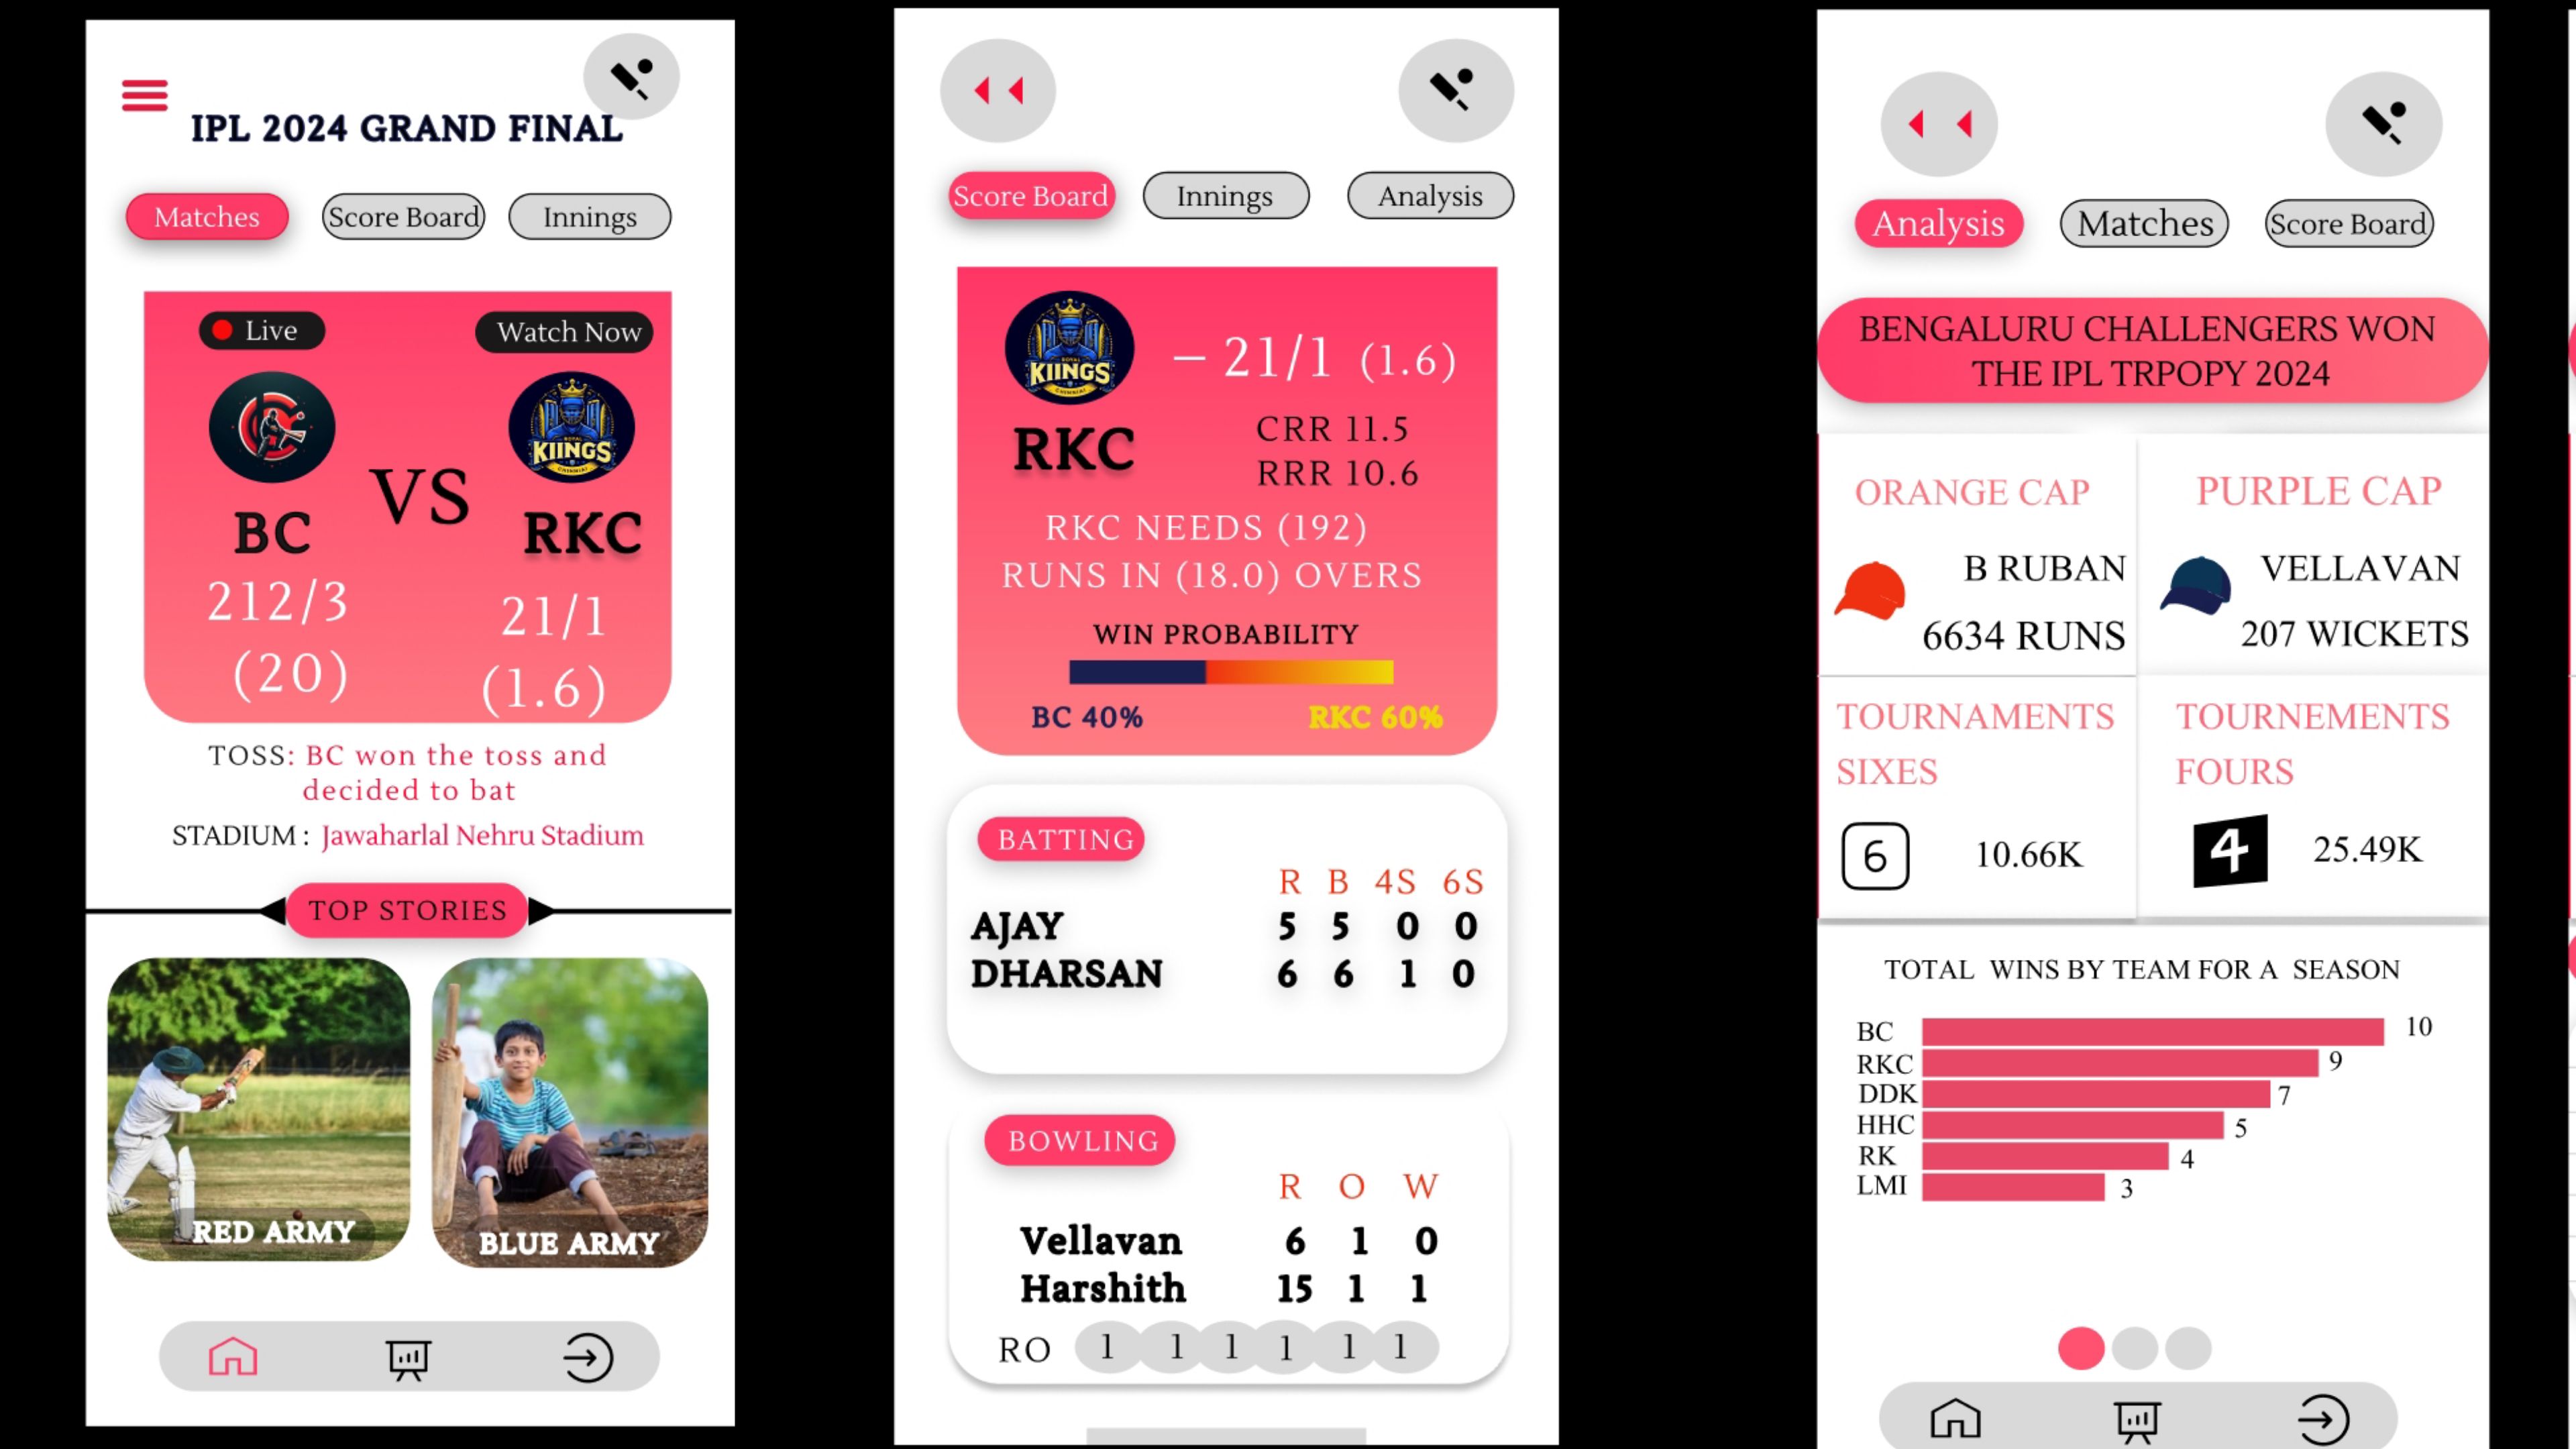 IPL 2024 GRAND FINAL
Matches
Score Board
Innings
Live
Watch Now
ROYAL
KIINGS
CHENNAI
BC
VS
RKC
212/3
(20)
21/1
(1.6)
TOSS: BC won the toss and
decided to bat
STADIUM : Jawaharlal Nehru Stadium
TOP STORIES
RED ARMY
BLUE ARMY
Score Board
Innings
Analysis
ROYAL
KIINGS
CHENNAI
RKC
– 21/1 (1.6)
CRR 11.5
RRR 10.6
RKC NEEDS (192)
RUNS IN (18.0) OVERS
WIN PROBABILITY
BC 40%
RKC 60%
BATTING
R B 4S 6S
AJAY 5 5 0 0
DHARSAN 6 6 1 0
BOWLING
R O W
Vellavan 6 1 0
Harshith 15 1 1
RO 1 1 1 1 1 1
Analysis
Matches
Score Board
BENGALURU CHALLENGERS WON
THE IPL TRPOPY 2024
ORANGE CAP
B RUBAN
6634 RUNS
PURPLE CAP
VELLAVAN
207 WICKETS
TOURNAMENTS
SIXES
6 10.66K
TOURNEMENTS
FOURS
4 25.49K
TOTAL WINS BY TEAM FOR A SEASON
BC 10
RKC 9
DDK 7
HHC 5
RK 4
LMI 3